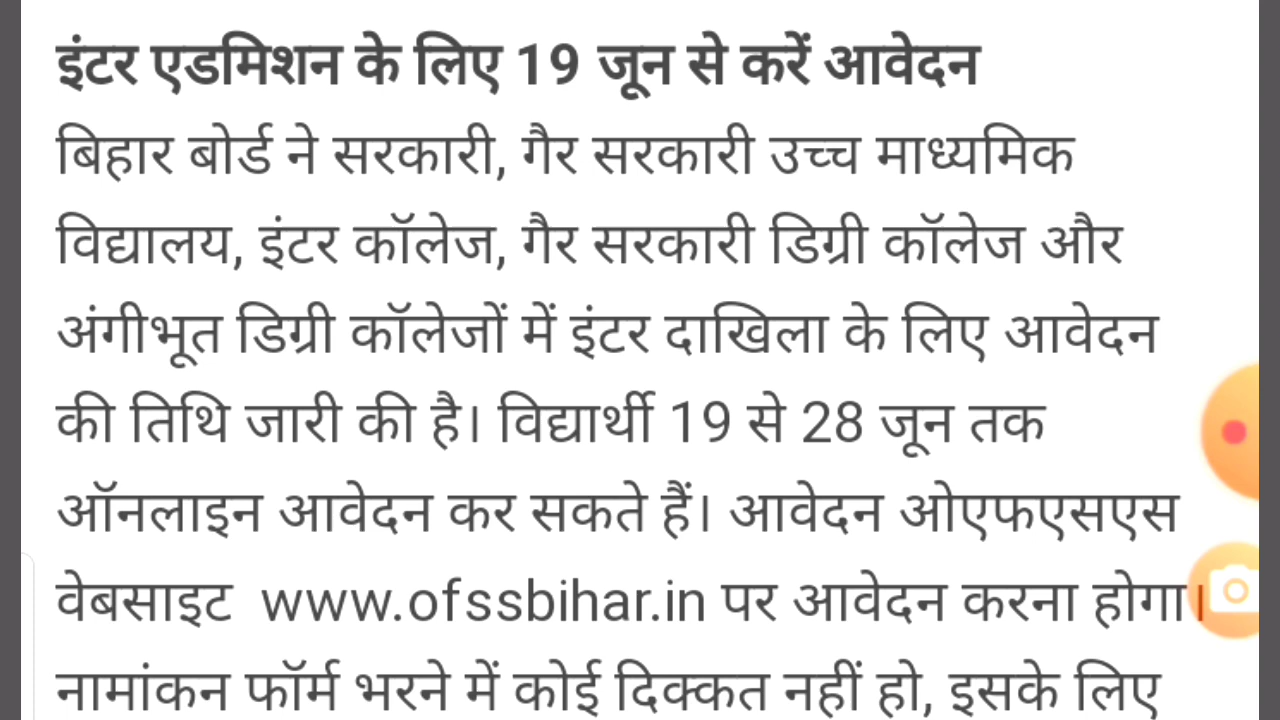 इंटर एडमिशन के लिए 19 जून से करें आवेदन
बिहार बोर्ड ने सरकारी, गैर सरकारी उच्च माध्यमिक
विद्यालय, इंटर कॉलेज, गैर सरकारी डिग्री कॉलेज और
अंगीभूत डिग्री कॉलेजों में इंटर दाखिला के लिए आवेदन
की तिथि जारी की है। विद्यार्थी 19 से 28 जून तक
ऑनलाइन आवेदन कर सकते हैं। आवेदन ओएफएसएस
वेबसाइट www.ofssbihar.in पर आवेदन करना होगा।
नामांकन फॉर्म भरने में कोई दिक्कत नहीं हो, इसके लिए